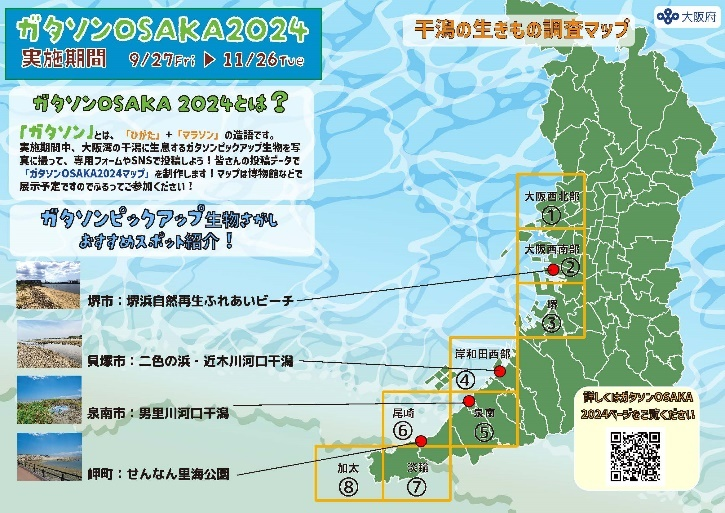 ガタソンOSAKA2024
実施期間 9/27Fri ▶ 11/26Tue
干潟の生きもの調査マップ
大阪府
ガタソンOSAKA 2024とは？
『ガタソン』とは、「ひがた」+「マラソン」の造語です。
実施期間中、大阪湾の干潟に生息するガタソンピックアップ生物を写
真に撮って、専用フォームやSNSで投稿しよう！皆さんの投稿データで
「ガタソンOSAKA2024マップ」を制作します！マップは博物館などで
展示予定ですのでふるってご参加ください！
ガタソンピックアップ生物さがし
おすすめスポット紹介！
堺市：堺浜自然再生ふれあいビーチ
貝塚市：二色の浜・近木川河口干潟
泉南市：男里川河口干潟
岬町：せんなん里海公園
大阪西北部
①
大阪西南部
②
堺
③
岸和田西部
④
泉南
⑤
尾崎
⑥
淡輪
⑦
加太
⑧
詳しくはガタソンOSAKA
2024ページをご覧ください